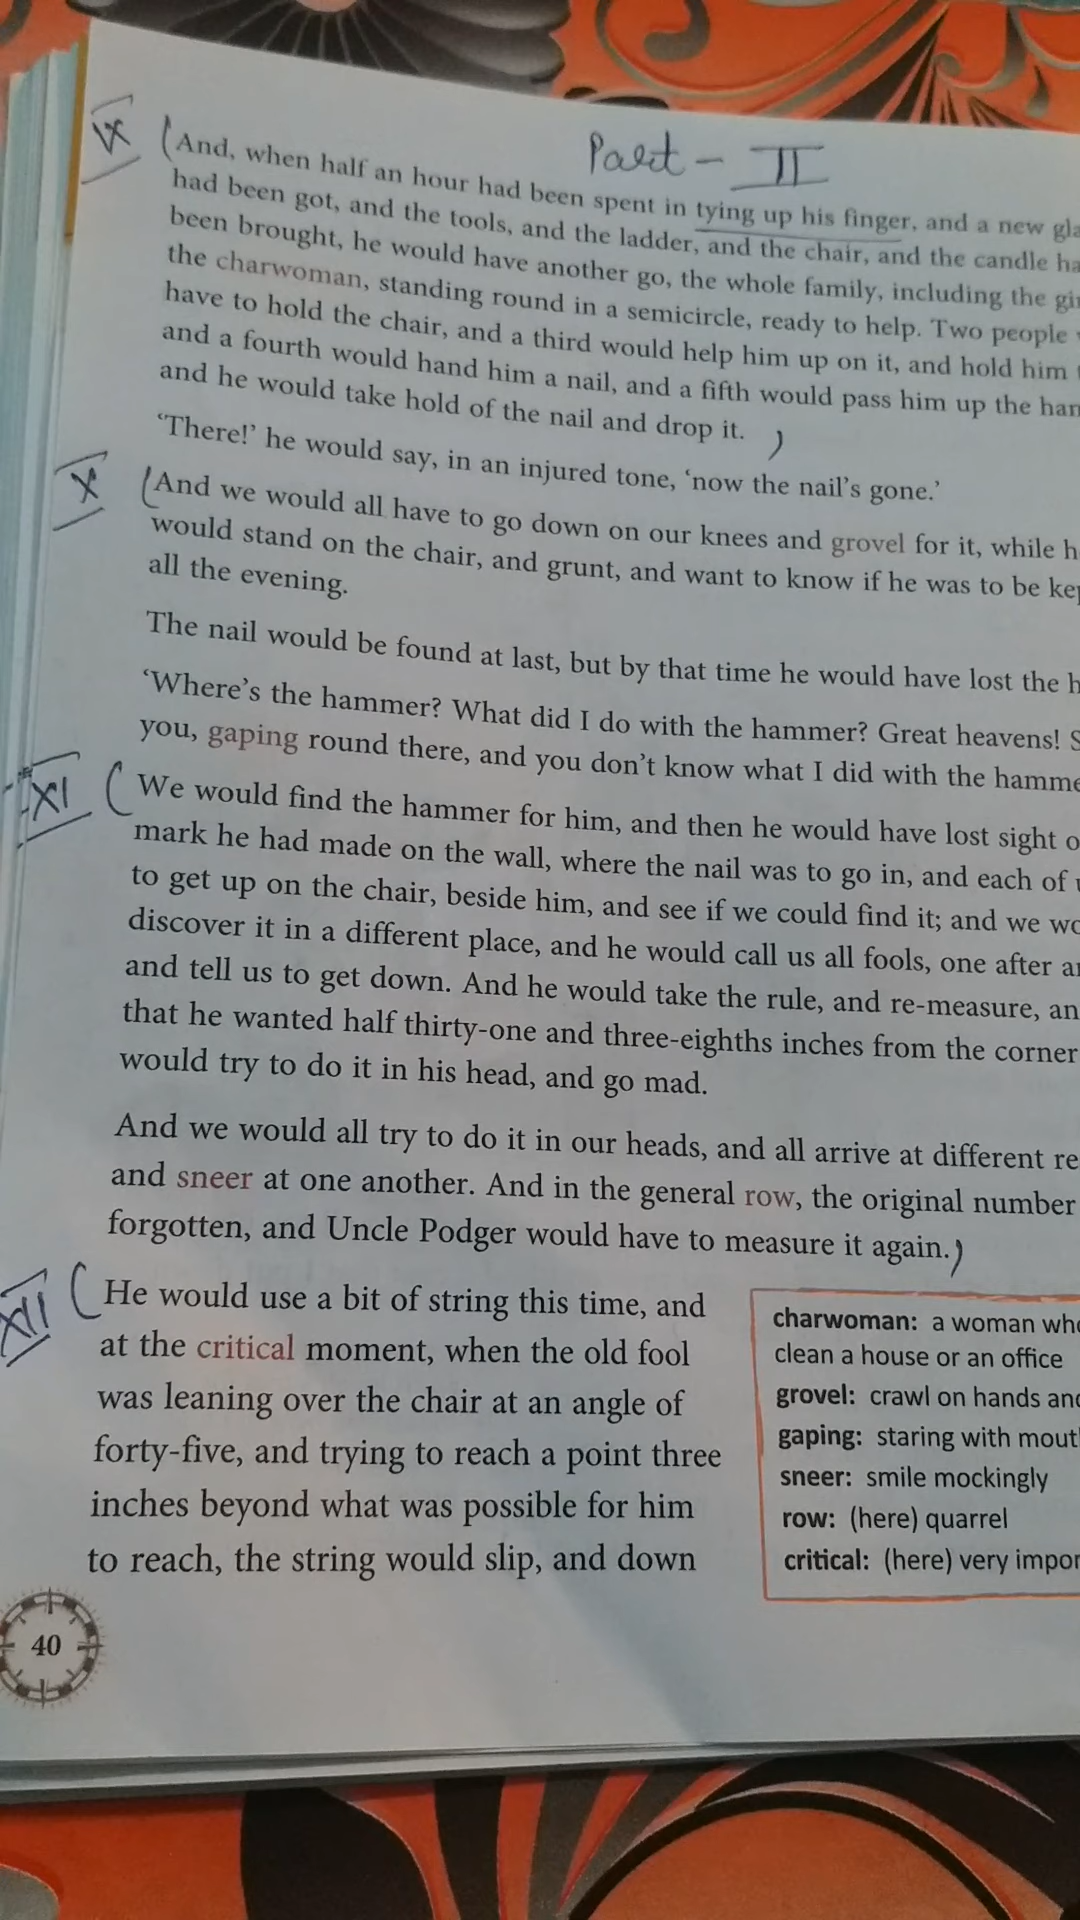 Part - II
IX (And, when half an hour had been spent in tying up his finger, and a new
had been got, and the tools, and the ladder, and the chair, and the candle
been brought, he would have another go, the whole family, including the
the charwoman, standing round in a semicircle, ready to help. Two people
have to hold the chair, and a third would help him up on it, and hold him
and a fourth would hand him a nail, and a fifth would pass him up the
and he would take hold of the nail and drop it. )
‘There!’ he would say, in an injured tone, ‘now the nail’s gone.’
X (And we would all have to go down on our knees and grovel for it, while
would stand on the chair, and grunt, and want to know if he was to be
all the evening.
The nail would be found at last, but by that time he would have lost the
‘Where’s the hammer? What did I do with the hammer? Great heavens!
you, gaping round there, and you don’t know what I did with the
XI ( We would find the hammer for him, and then he would have lost sight
mark he had made on the wall, where the nail was to go in, and each of
to get up on the chair, beside him, and see if we could find it; and we
discover it in a different place, and he would call us all fools, one after
and tell us to get down. And he would take the rule, and re-measure,
that he wanted half thirty-one and three-eighths inches from the corner
would try to do it in his head, and go mad.
And we would all try to do it in our heads, and all arrive at different
and sneer at one another. And in the general row, the original number
forgotten, and Uncle Podger would have to measure it again.)
XII ( He would use a bit of string this time, and
at the critical moment, when the old fool
was leaning over the chair at an angle of
forty-five, and trying to reach a point three
inches beyond what was possible for him
to reach, the string would slip, and down
charwoman: a woman
clean a house or an office
grovel: crawl on hands
gaping: staring with
sneer: smile mockingly
row: (here) quarrel
critical: (here) very
40